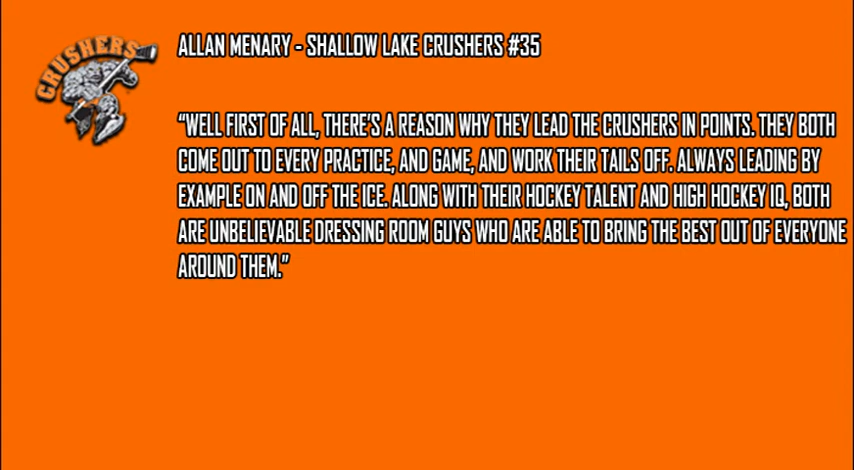 CRUSHERS
ALLAN MENARY - SHALLOW LAKE CRUSHERS #35
“WELL FIRST OF ALL, THERE'S A REASON WHY THEY LEAD THE CRUSHERS IN POINTS. THEY BOTH
COME OUT TO EVERY PRACTICE, AND GAME, AND WORK THEIR TAILS OFF. ALWAYS LEADING BY
EXAMPLE ON AND OFF THE ICE. ALONG WITH THEIR HOCKEY TALENT AND HIGH HOCKEY IQ, BOTH
ARE UNBELIEVABLE DRESSING ROOM GUYS WHO ARE ABLE TO BRING THE BEST OUT OF EVERYONE
AROUND THEM.”